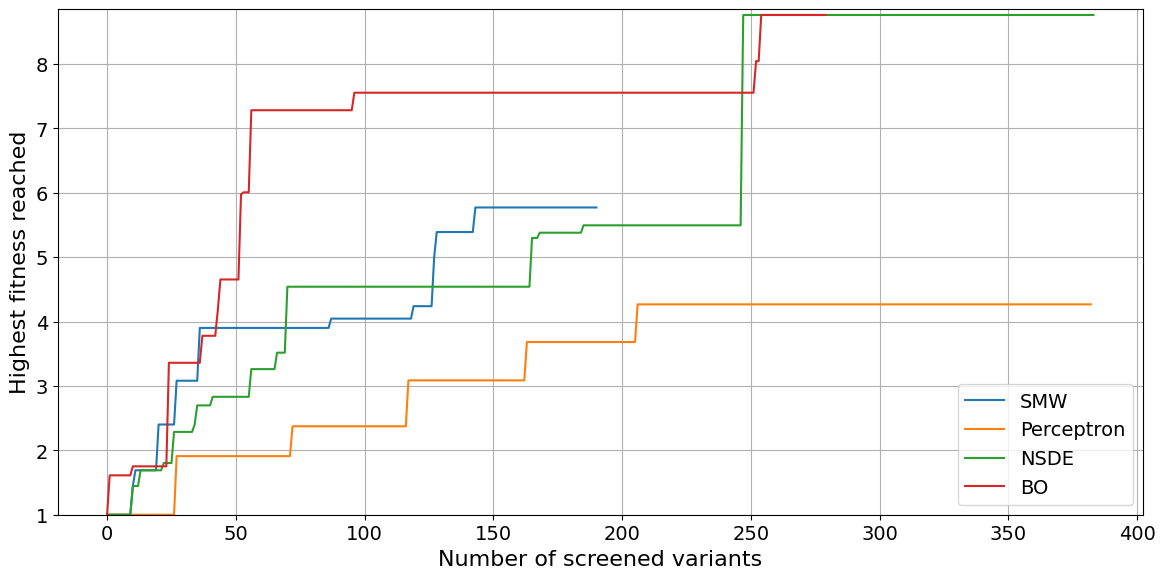 Highest fitness reached
8
7
6
5
4
3
2
1
0 50 100 150 200 250 300 350 400
Number of screened variants
SMW
Perceptron
NSDE
BO